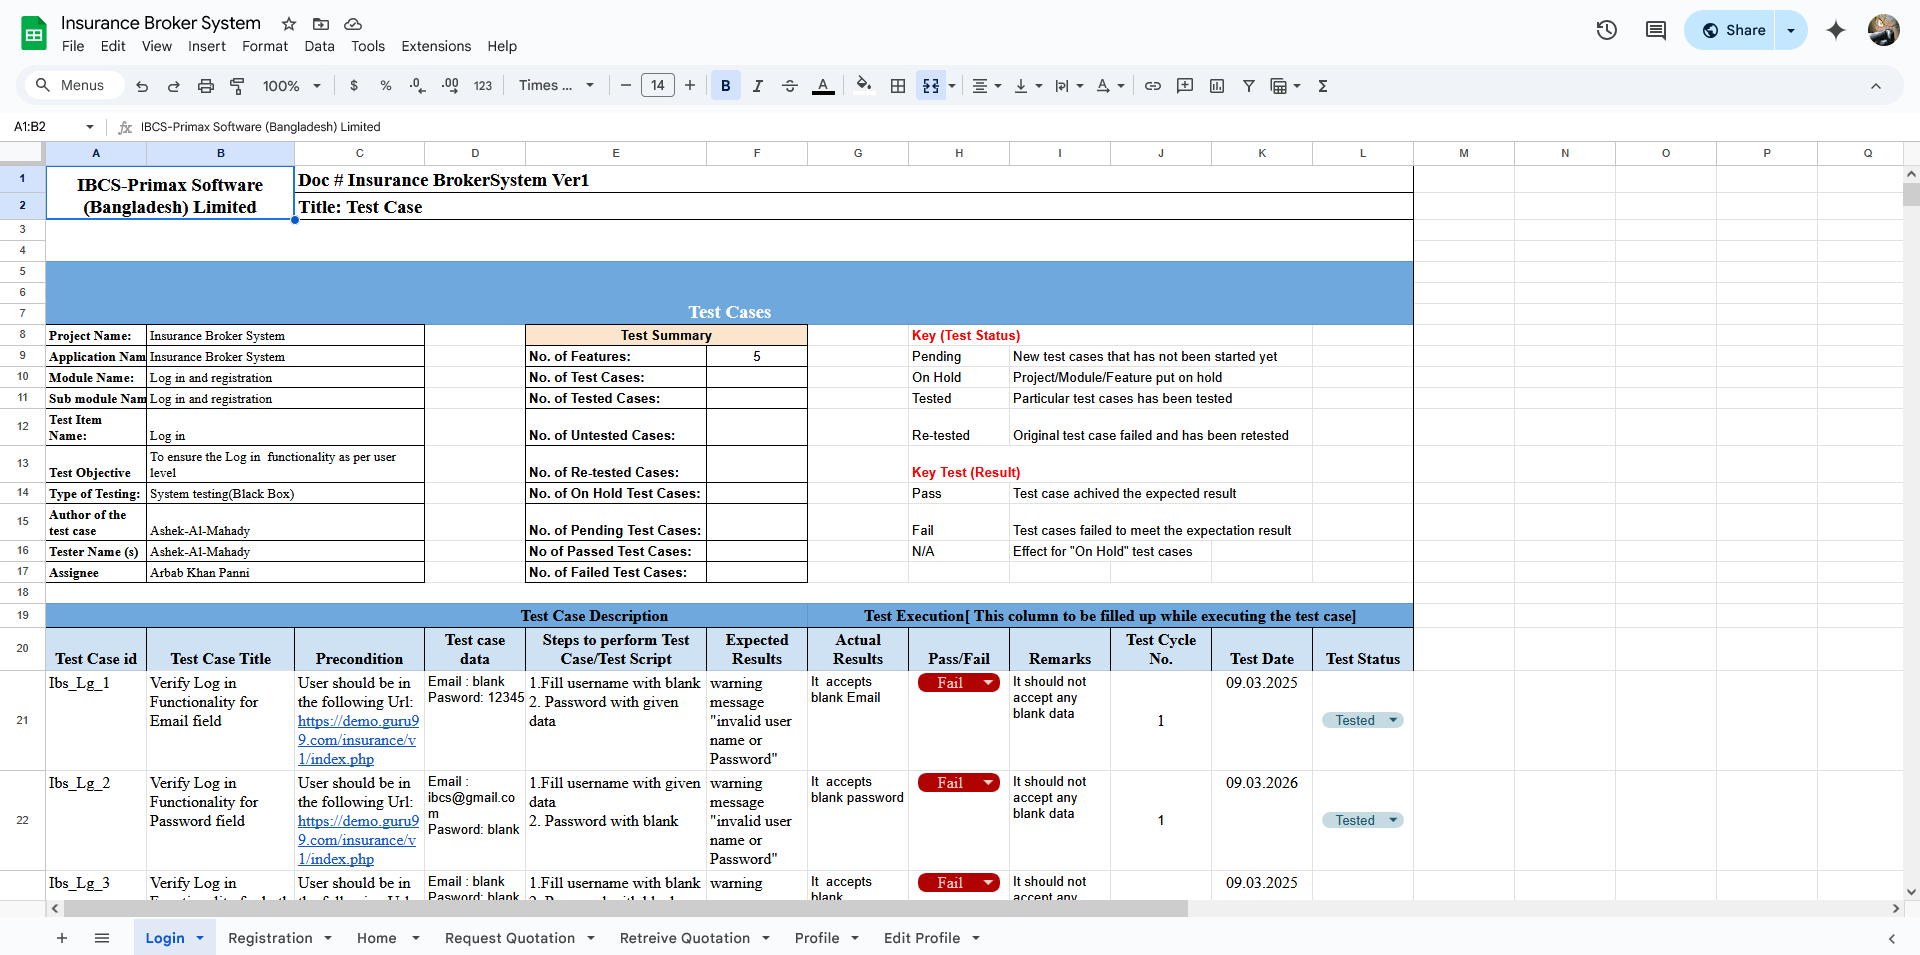 Insurance Broker System
File Edit View Insert Format Data Tools Extensions Help
Share
Menus 100% $ % .0 .00 123 Times ... 14 B I A Σ
A1:B2 fx IBCS-Primax Software (Bangladesh) Limited
A B C D E F G H I J K L M N O P Q
1 IBCS-Primax Software Doc # Insurance BrokerSystem Ver1
2 (Bangladesh) Limited Title: Test Case
3
4
5
6
7 Test Cases
8 Project Name: Insurance Broker System Test Summary Key (Test Status)
9 Application Nam Insurance Broker System No. of Features: 5 Pending New test cases that has not been started yet
10 Module Name: Log in and registration No. of Test Cases: On Hold Project/Module/Feature put on hold
11 Sub module Nam Log in and registration No. of Tested Cases: Tested Particular test cases has been tested
12 Test Item
Name: Log in No. of Untested Cases: Re-tested Original test case failed and has been retested
13 To ensure the Log in  functionality as per user
Test Objective level No. of Re-tested Cases: Key Test (Result)
14 Type of Testing: System testing(Black Box) No. of On Hold Test Cases: Pass Test case achived the expected result
15 Author of the
test case Ashek-Al-Mahady No. of Pending Test Cases: Fail Test cases failed to meet the expectation result
16 Tester Name (s) Ashek-Al-Mahady No of Passed Test Cases: N/A Effect for "On Hold" test cases
17 Assignee Arbab Khan Panni No. of Failed Test Cases:
18
19 Test Case Description Test Execution[ This column to be filled up while executing the test case]
20 Test case Steps to perform Test Expected Actual Test Cycle
Test Case id Test Case Title Precondition data Case/Test Script Results Results Pass/Fail Remarks No. Test Date Test Status
21
Ibs_Lg_1
Verify Log in
Functionality for
Email field
User should be in
the following Url:
https://demo.guru9
9.com/insurance/v
1/index.php
Email : blank
Pasword: 12345
1.Fill username with blank
2. Password with given
data
warning
message
"invalid user
name or
Password"
It  accepts
blank Email
Fail
It should not
accept any
blank data
1
09.03.2025
Tested
22
Ibs_Lg_2
Verify Log in
Functionality for
Password field
User should be in
the following Url:
https://demo.guru9
9.com/insurance/v
1/index.php
Email :
ibcs@gmail.co
m
Pasword: blank
1.Fill username with given
data
2. Password with blank
warning
message
"invalid user
name or
Password"
It  accepts
blank password
Fail
It should not
accept any
blank data
1
09.03.2026
Tested
Ibs_Lg_3
Verify Log in
User should be in
Email : blank
Pasword: blank
1.Fill username with blank
warning
It  accepts
blank
Fail
It should not
accept any
09.03.2025
Login Registration Home Request Quotation Retreive Quotation Profile Edit Profile